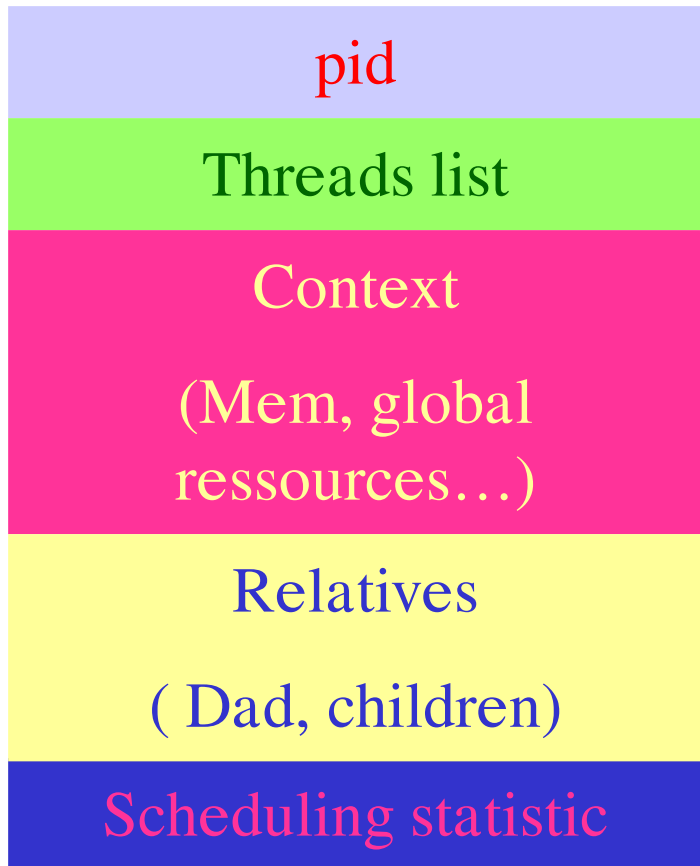 pid
Threads list
Context
(Mem, global
ressources…)
Relatives
( Dad, children)
Scheduling statistic